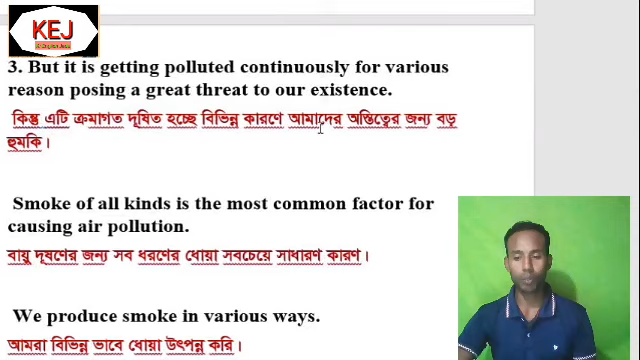 KEJ
3. But it is getting polluted continuously for various
reason posing a great threat to our existence.
কিন্তু এটি ক্রমাগত দূষিত হচ্ছে বিভিন্ন কারণে আমাদের অস্তিত্বের জন্য বড়
হুমকি।
Smoke of all kinds is the most common factor for
causing air pollution.
বায়ু দূষণের জন্য সব ধরণের ধোয়া সবচেয়ে সাধারণ কারণ।
We produce smoke in various ways.
আমরা বিভিন্ন ভাবে ধোয়া উৎপন্ন করি।